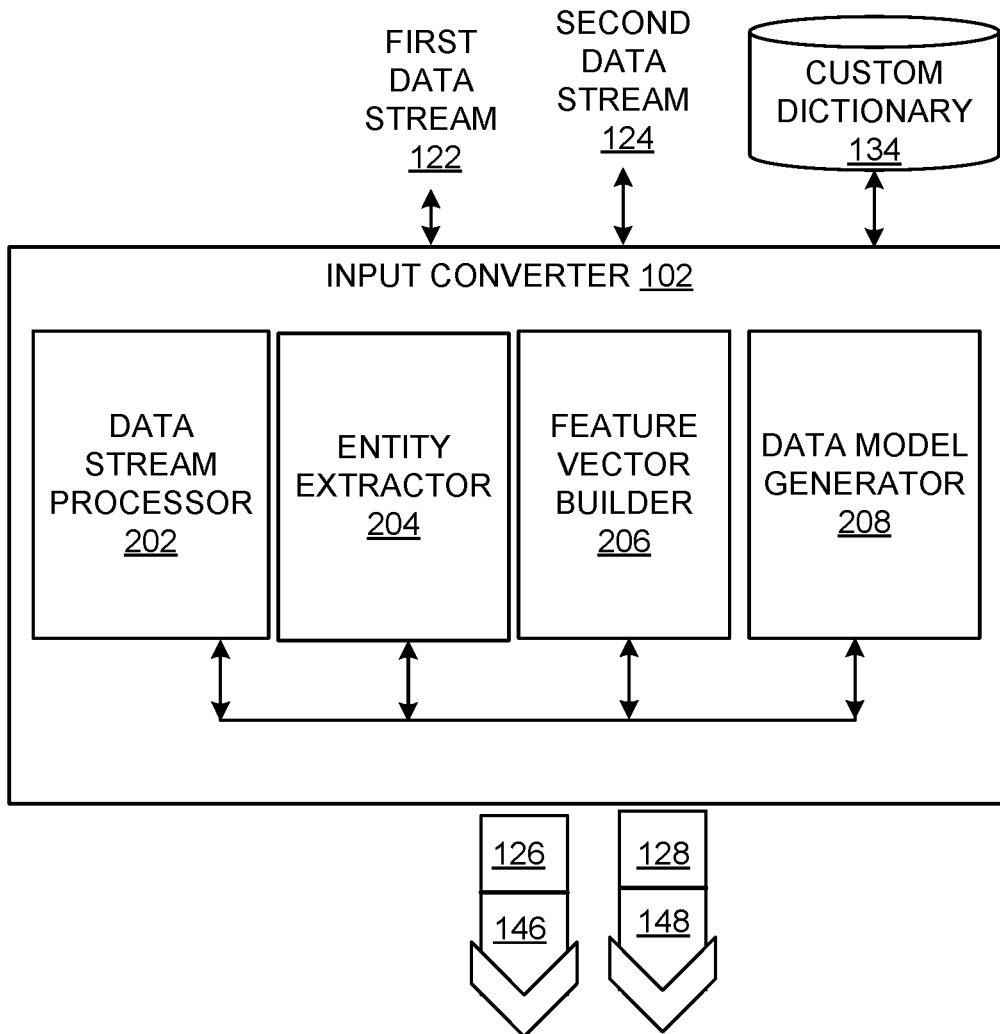 FIRST
DATA
STREAM
122
SECOND
DATA
STREAM
124
CUSTOM
DICTIONARY
134
INPUT CONVERTER 102
DATA
STREAM
PROCESSOR
202
ENTITY
EXTRACTOR
204
FEATURE
VECTOR
BUILDER
206
DATA MODEL
GENERATOR
208
126
146
128
148